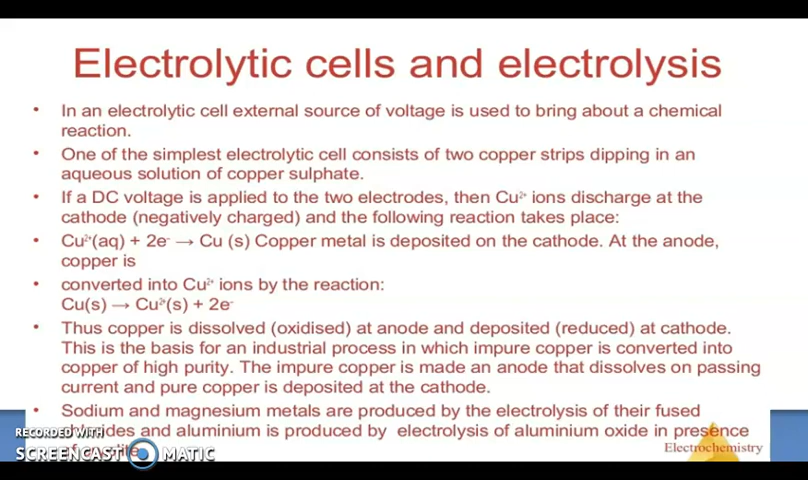 Electrolytic cells and electrolysis
• In an electrolytic cell external source of voltage is used to bring about a chemical
reaction.
• One of the simplest electrolytic cell consists of two copper strips dipping in an
aqueous solution of copper sulphate.
• If a DC voltage is applied to the two electrodes, then Cu²⁺ ions discharge at the
cathode (negatively charged) and the following reaction takes place:
• Cu²⁺(aq) + 2e⁻ → Cu (s) Copper metal is deposited on the cathode. At the anode,
copper is
• converted into Cu²⁺ ions by the reaction:
Cu(s) → Cu²⁺(s) + 2e⁻
• Thus copper is dissolved (oxidised) at anode and deposited (reduced) at cathode.
This is the basis for an industrial process in which impure copper is converted into
copper of high purity. The impure copper is made an anode that dissolves on passing
current and pure copper is deposited at the cathode.
• Sodium and magnesium metals are produced by the electrolysis of their fused
and aluminium is produced by electrolysis of aluminium oxide in presence
Electrochemistry
RECORDED WITH
SCREENCAST MATIC